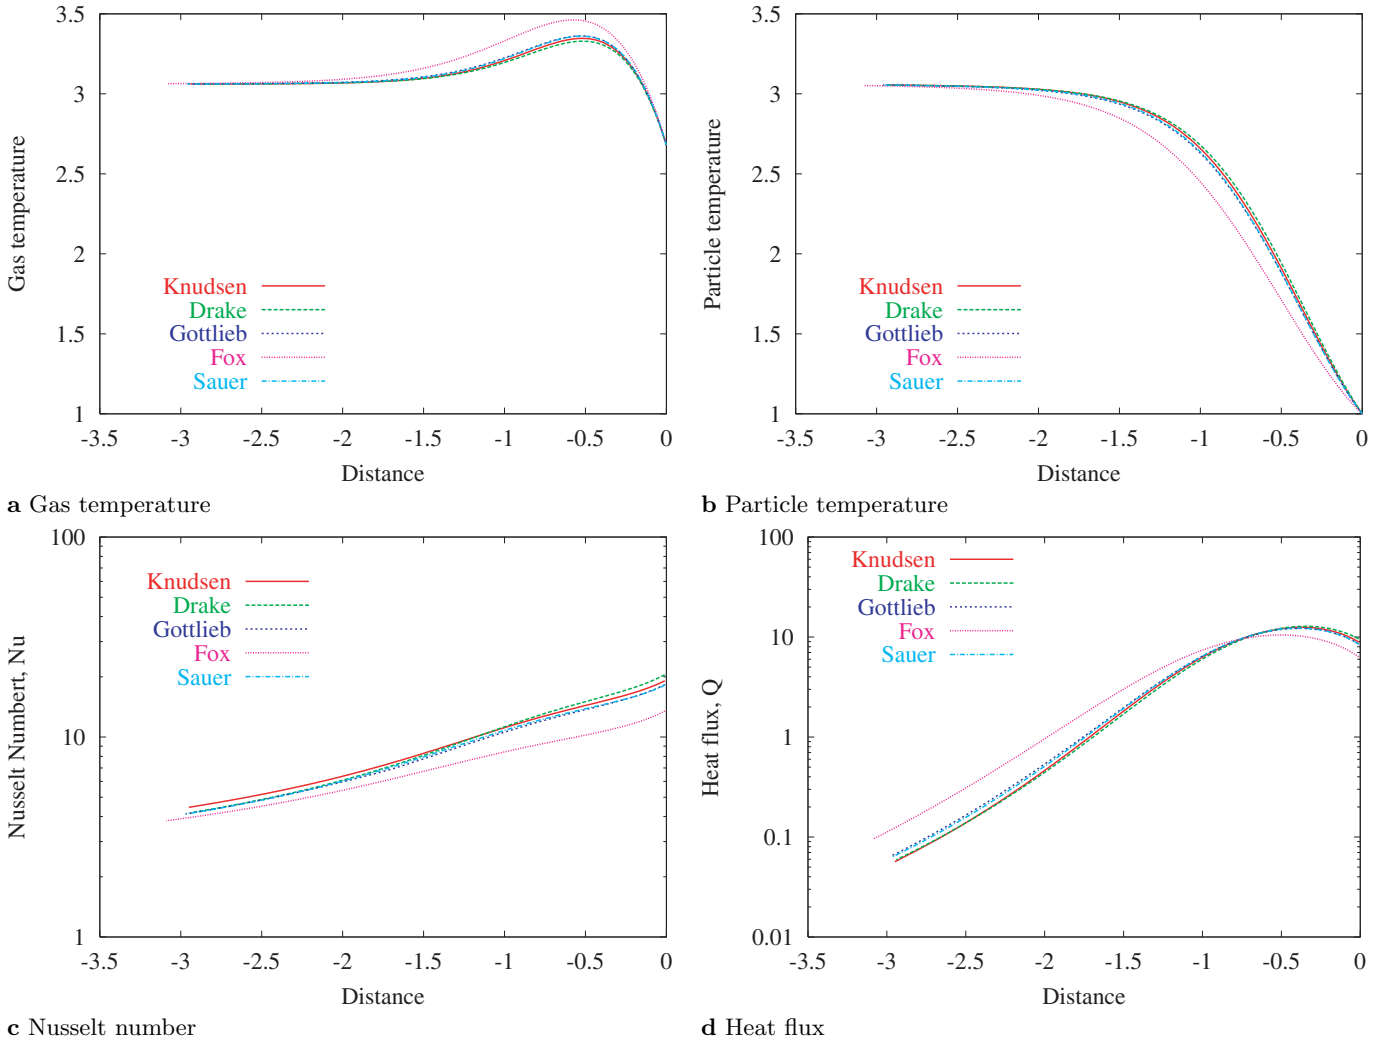 3.5
3
2.5
2
1.5
1
Gas temperature
Knudsen
Drake
Gottlieb
Fox
Sauer
-3.5 -3 -2.5 -2 -1.5 -1 -0.5 0
Distance
a Gas temperature
3.5
3
2.5
2
1.5
1
Particle temperature
Knudsen
Drake
Gottlieb
Fox
Sauer
-3.5 -3 -2.5 -2 -1.5 -1 -0.5 0
Distance
b Particle temperature
100
10
1
Nusselt Numbert, Nu
Knudsen
Drake
Gottlieb
Fox
Sauer
-3.5 -3 -2.5 -2 -1.5 -1 -0.5 0
Distance
c Nusselt number
100
10
1
0.1
0.01
Heat flux, Q
Knudsen
Drake
Gottlieb
Fox
Sauer
-3.5 -3 -2.5 -2 -1.5 -1 -0.5 0
Distance
d Heat flux